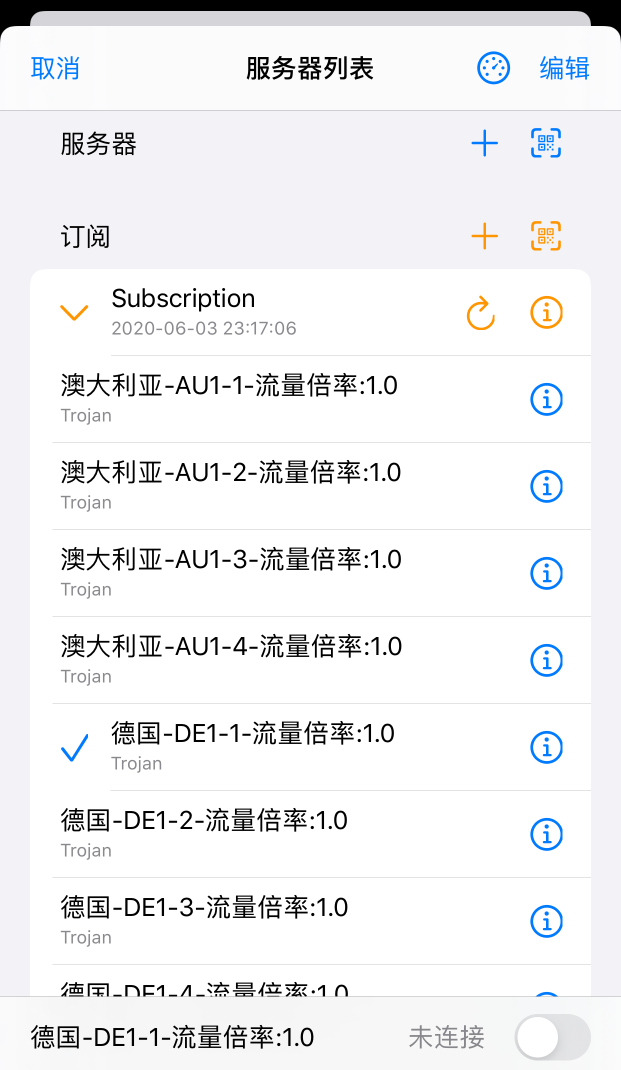 取消 服务器列表 编辑
服务器
订阅
Subscription
2020-06-03 23:17:06
澳大利亚-AU1-1-流量倍率:1.0
Trojan
澳大利亚-AU1-2-流量倍率:1.0
Trojan
澳大利亚-AU1-3-流量倍率:1.0
Trojan
澳大利亚-AU1-4-流量倍率:1.0
Trojan
德国-DE1-1-流量倍率:1.0
Trojan
德国-DE1-2-流量倍率:1.0
Trojan
德国-DE1-3-流量倍率:1.0
Trojan
德国-DE1-4-流量倍率:1.0
德国-DE1-1-流量倍率:1.0 未连接